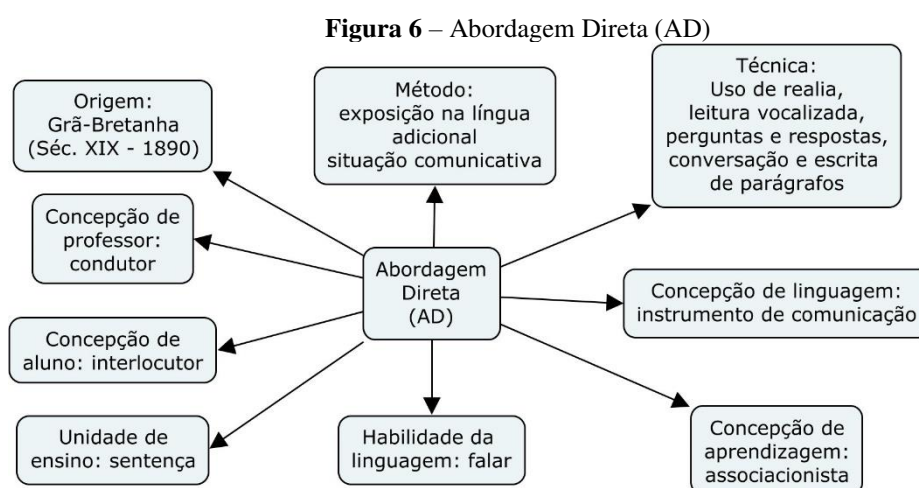 Figura 6 – Abordagem Direta (AD)
Origem:
Grã-Bretanha
(Séc. XIX - 1890)
Método:
exposição na língua
adicional
situação comunicativa
Técnica:
Uso de realia,
leitura vocalizada,
perguntas e respostas,
conversação e escrita
de parágrafos
Concepção de
professor:
condutor
Abordagem
Direta
(AD)
Concepção de linguagem:
instrumento de comunicação
Concepção de
aluno: interlocutor
Unidade de
ensino: sentença
Habilidade da
linguagem: falar
Concepção de
aprendizagem:
associacionista